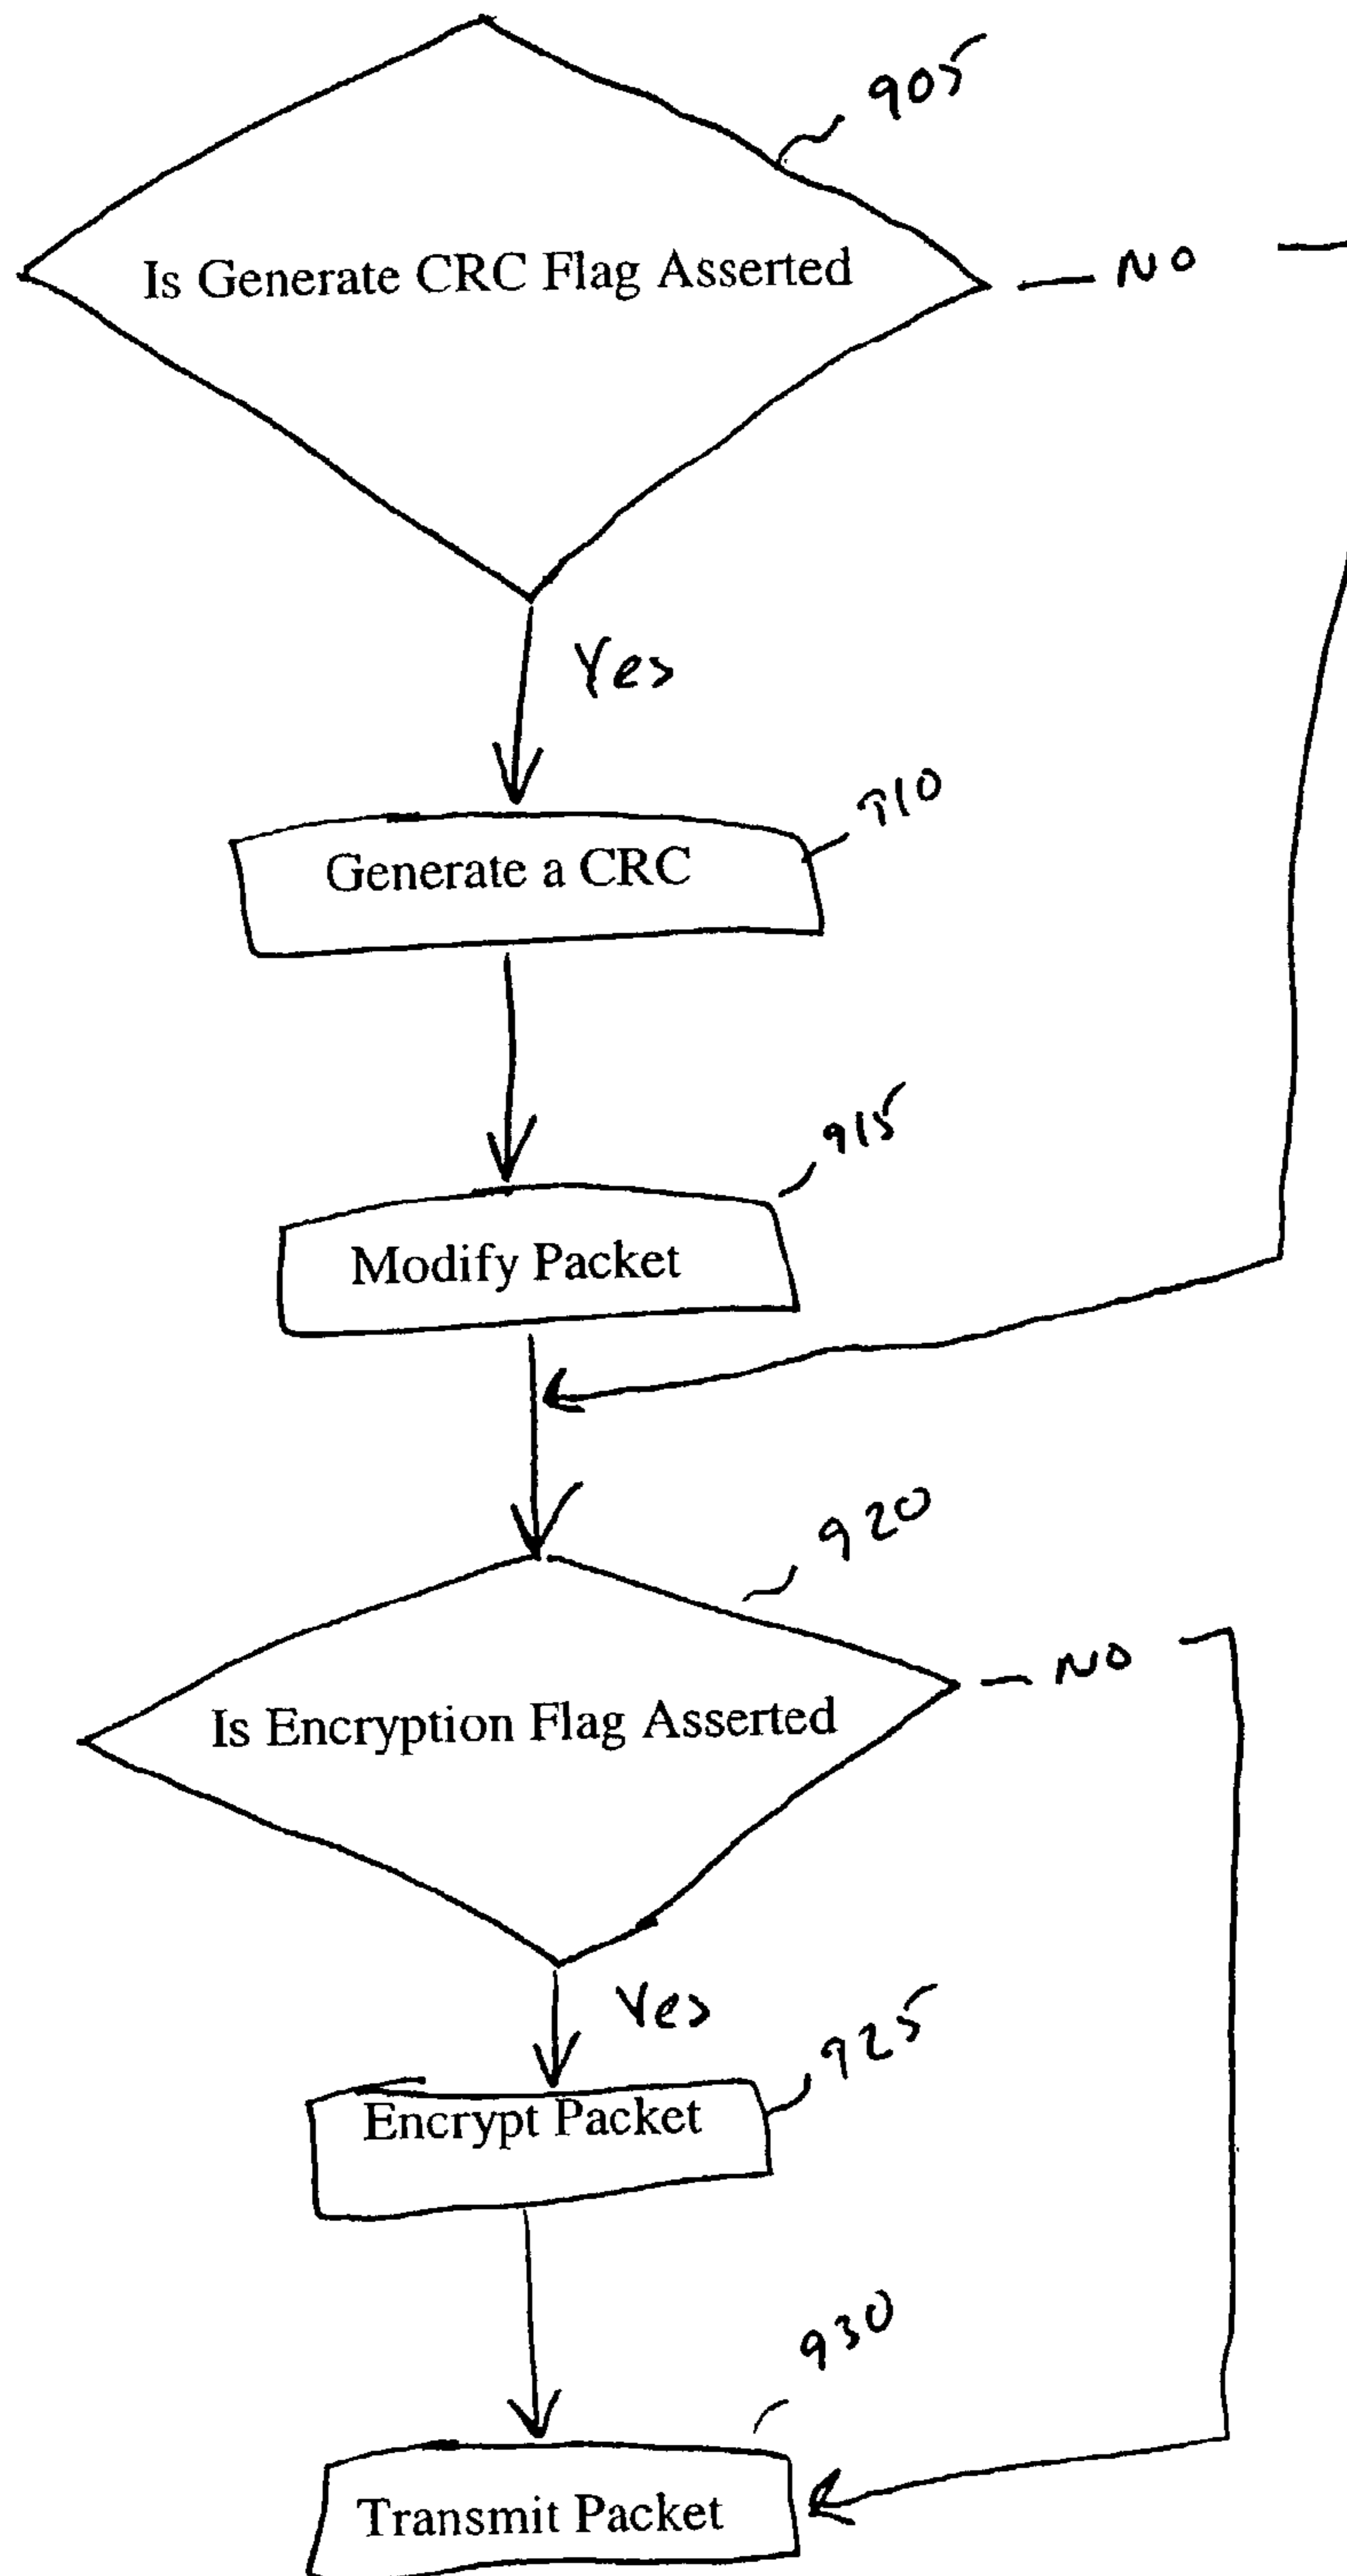 905
Is Generate CRC Flag Asserted
NO
Yes
910
Generate a CRC
915
Modify Packet
920
NO
Is Encryption Flag Asserted
Yes
925
Encrypt Packet
930
Transmit Packet